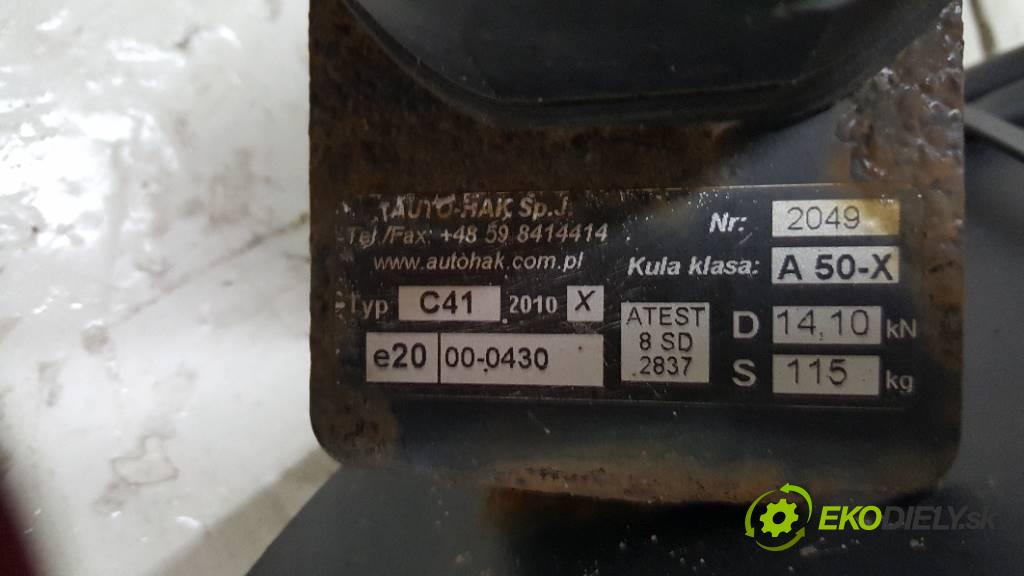 AUTO-HAK Sp.J.
Tel./Fax: +48 59 8414414
www.autohak.com.pl
Typ C41 .2010 X
e20 00-0430
ATEST
8 SD
2837
Nr: 2049
Kula klasa: A 50-X
D 14,10 kN
S 115 kg
EKODIELY.sk